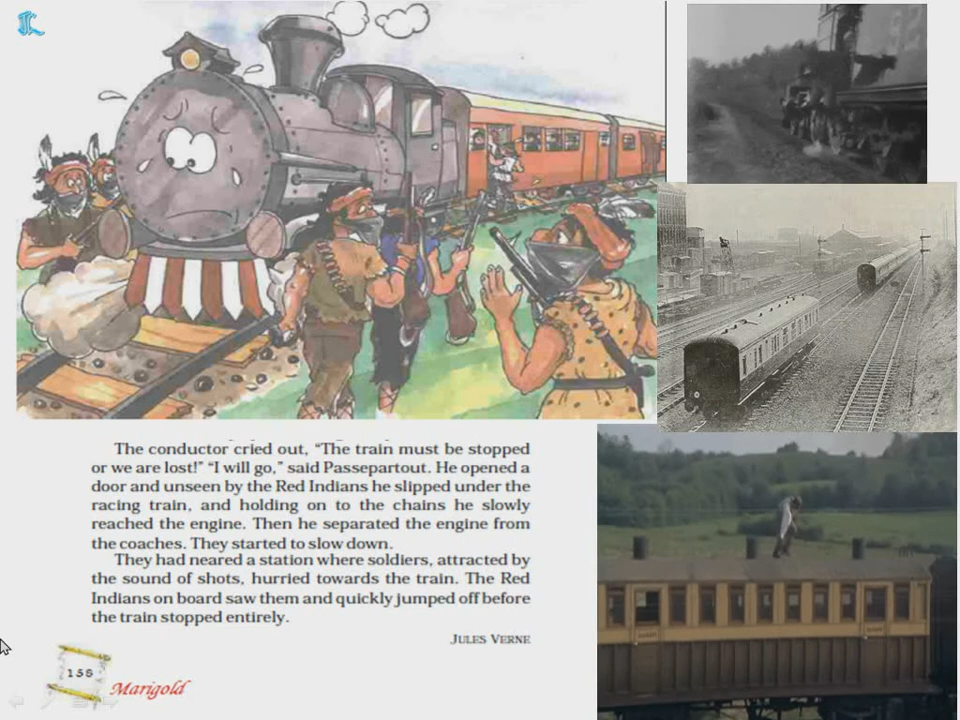 The conductor cried out, “The train must be stopped
or we are lost!” “I will go,” said Passepartout. He opened a
door and unseen by the Red Indians he slipped under the
racing train, and holding on to the chains he slowly
reached the engine. Then he separated the engine from
the coaches. They started to slow down.
They had neared a station where soldiers, attracted by
the sound of shots, hurried towards the train. The Red
Indians on board saw them and quickly jumped off before
the train stopped entirely.
JULES VERNE
158
Marigold